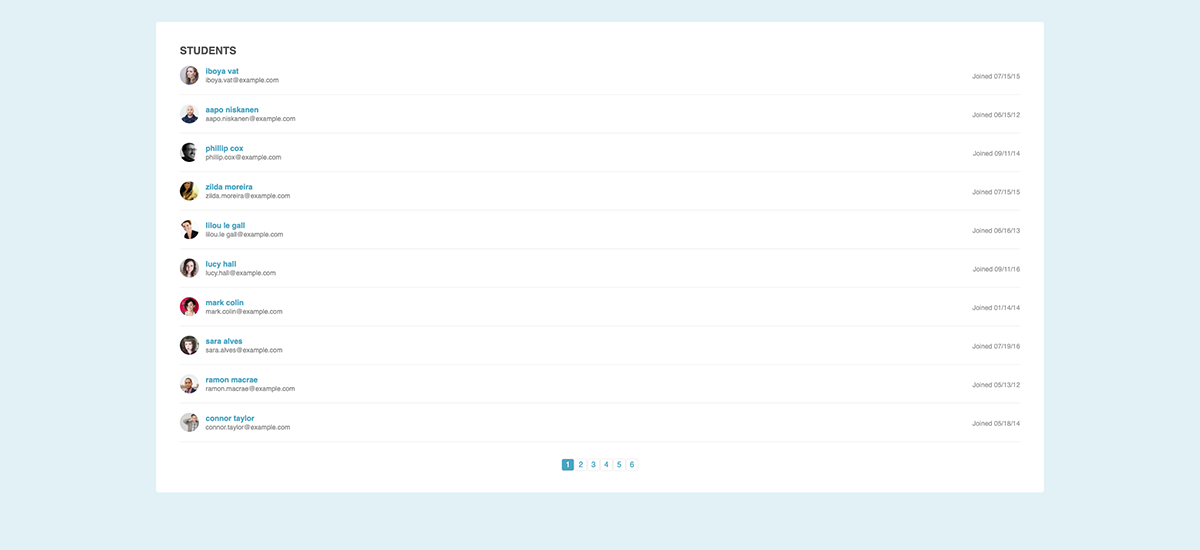 STUDENTS
iboya vat
iboya.vat@example.com
Joined 07/15/15
aapo niskanen
aapo.niskanen@example.com
Joined 06/15/12
phillip cox
phillip.cox@example.com
Joined 09/11/14
zilda moreira
zilda.moreira@example.com
Joined 07/15/15
lilou le gall
lilou.le gall@example.com
Joined 06/16/13
lucy hall
lucy.hall@example.com
Joined 09/11/16
mark colin
mark.colin@example.com
Joined 01/14/14
sara alves
sara.alves@example.com
Joined 07/19/16
ramon macrae
ramon.macrae@example.com
Joined 05/13/12
connor taylor
connor.taylor@example.com
Joined 05/18/14
1 2 3 4 5 6